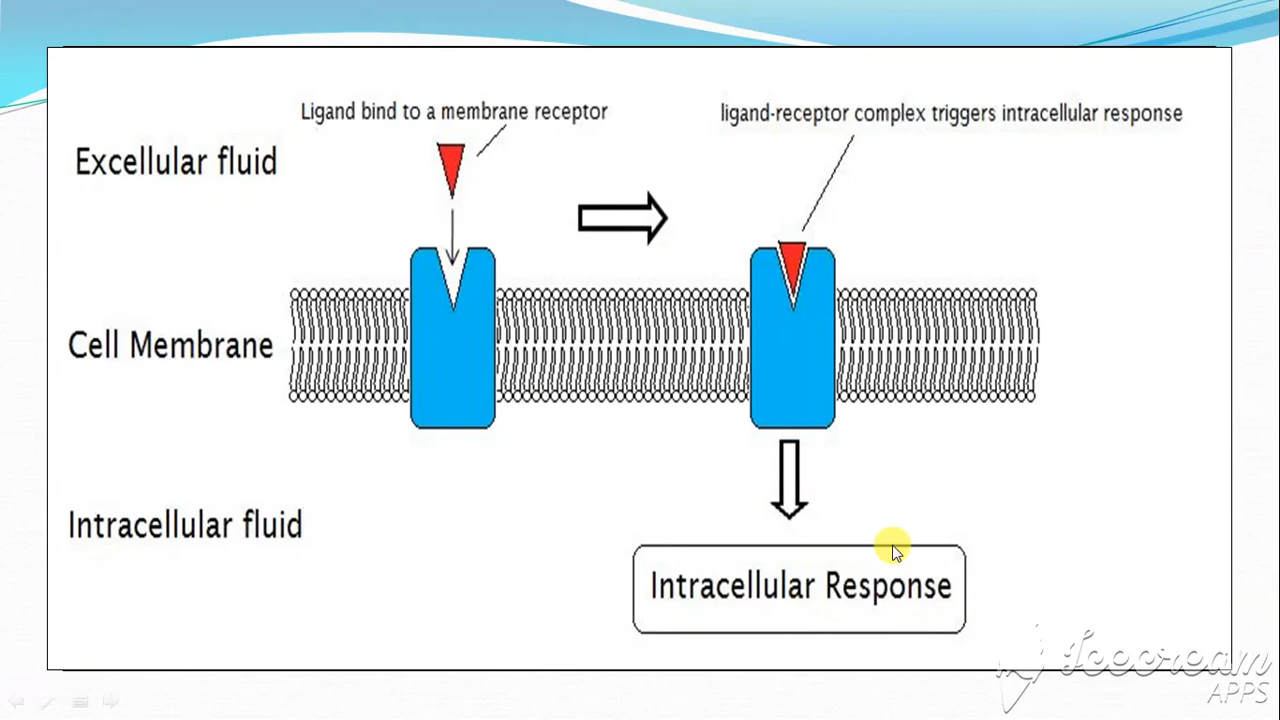 Ligand bind to a membrane receptor
ligand-receptor complex triggers intracellular response
Excellular fluid
Cell Membrane
Intracellular fluid
Intracellular Response
Icecream
APPS